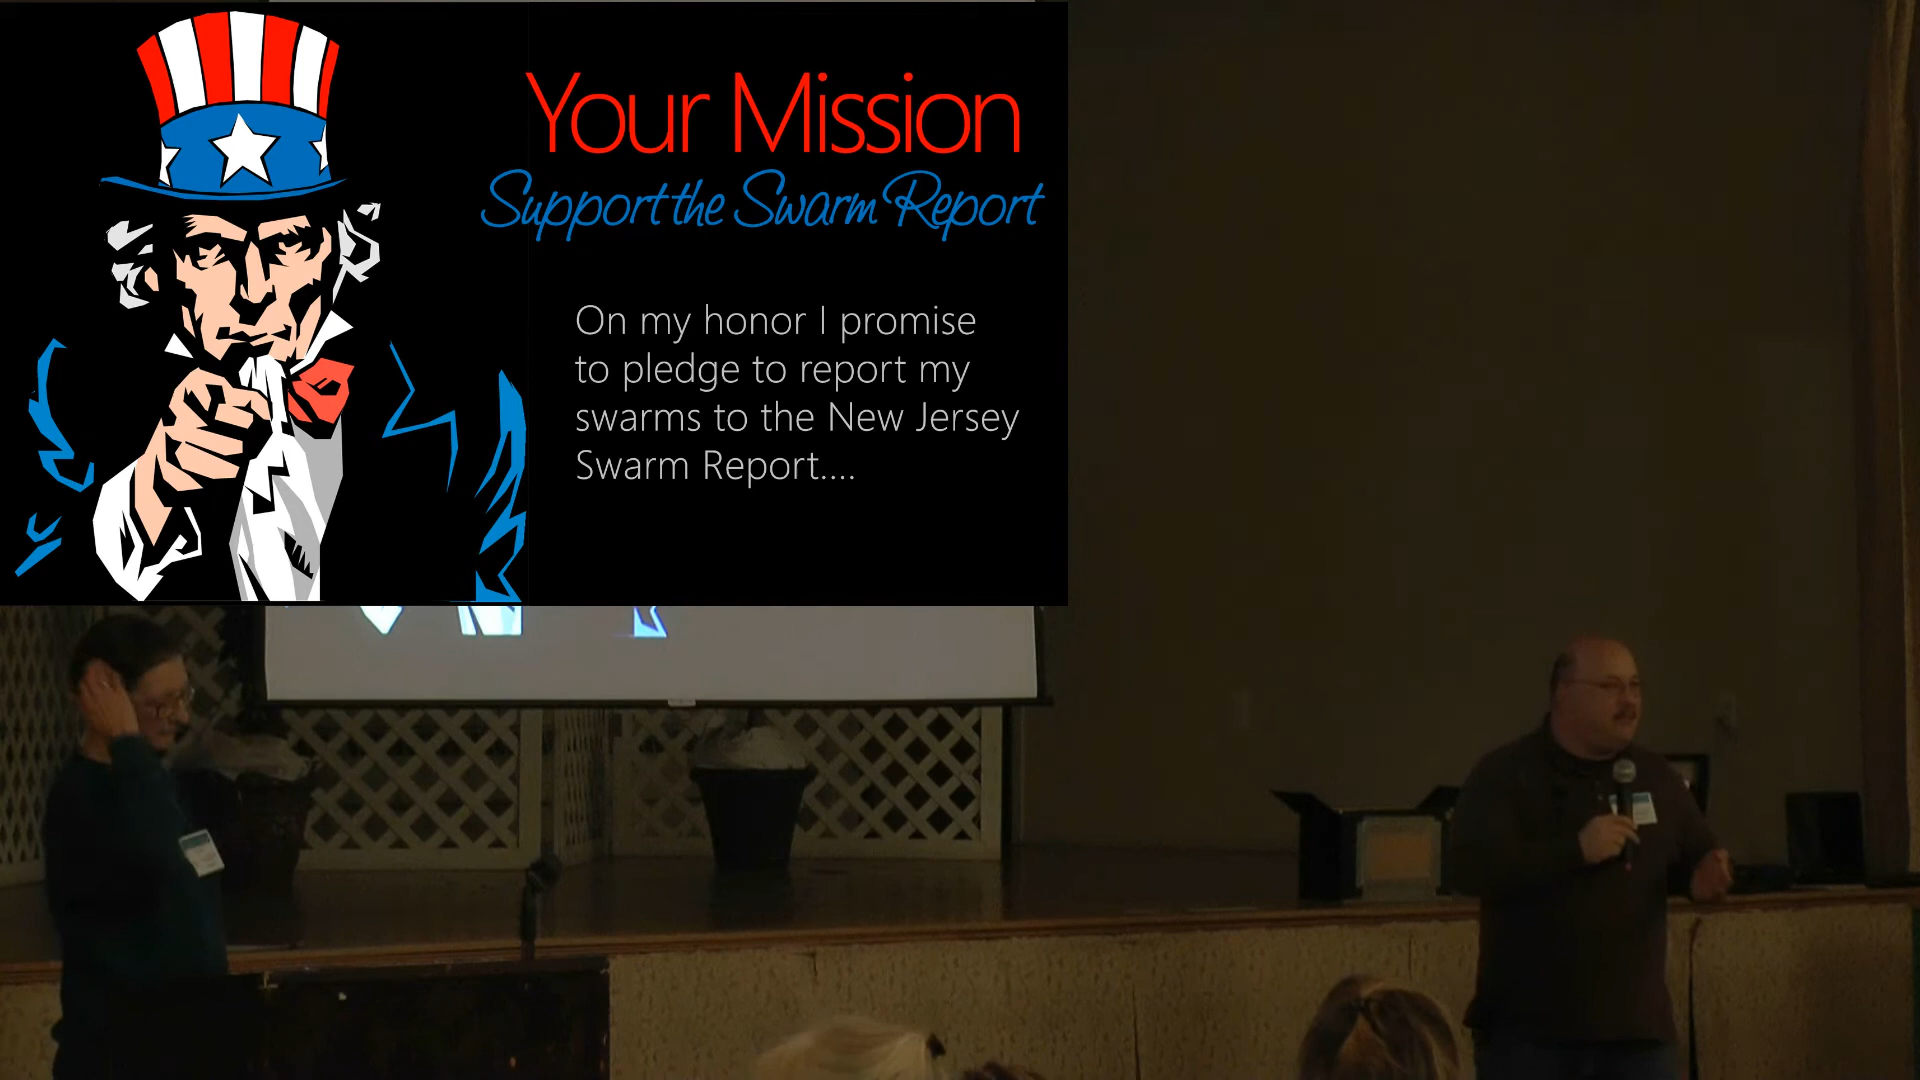 Your Mission
Support the Swarm Report
On my honor I promise
to pledge to report my
swarms to the New Jersey
Swarm Report....